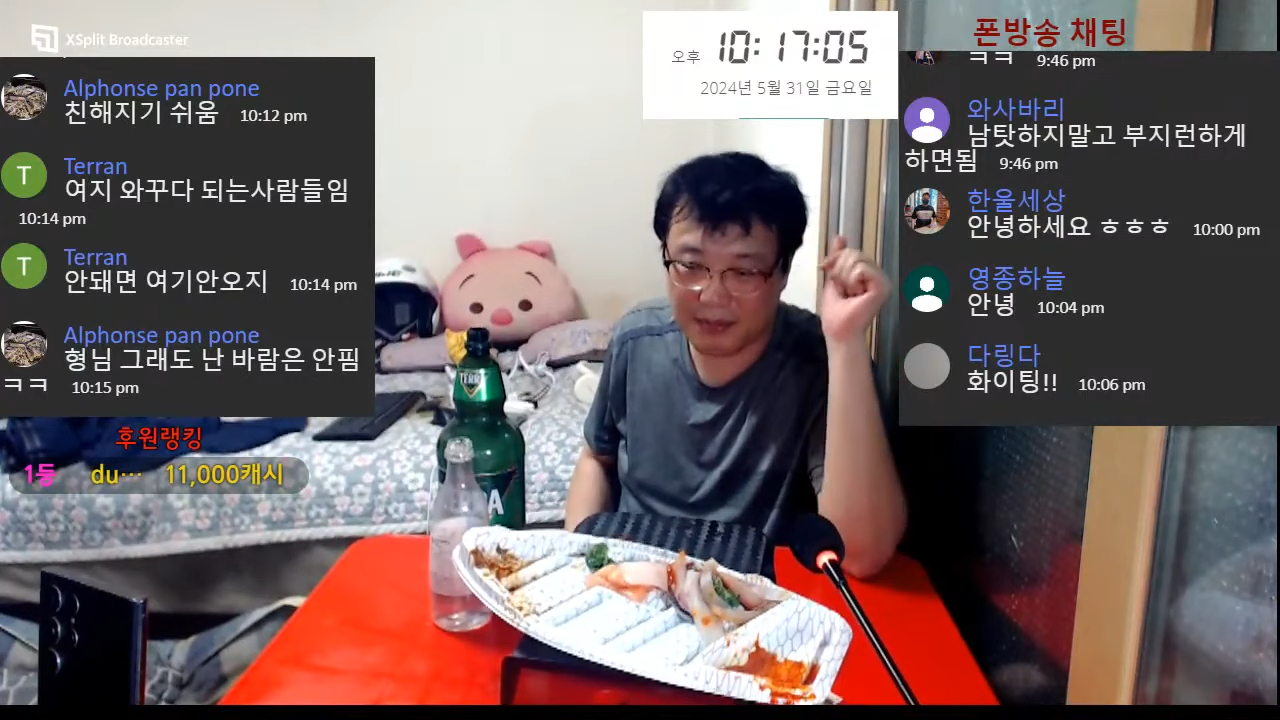 XSplit Broadcaster
Alphonse pan pone
친해지기 쉬움 10:12 pm
Terran
여지 와꾸다 되는사람들임
10:14 pm
Terran
안돼면 여기안오지 10:14 pm
Alphonse pan pone
형님 그래도 난 바람은 안핌
ㅋㅋ 10:15 pm
후원랭킹
1등 du… 11,000캐시
오후 10:17:05
2024년 5월 31일 금요일
폰방송 채팅
ㅋㅋ 9:46 pm
와사바리
남탓하지말고 부지런하게
하면됨 9:46 pm
한울세상
안녕하세요 ㅎㅎㅎ 10:00 pm
영종하늘
안녕 10:04 pm
다링다
화이팅!! 10:06 pm
T
T
TERRA
A